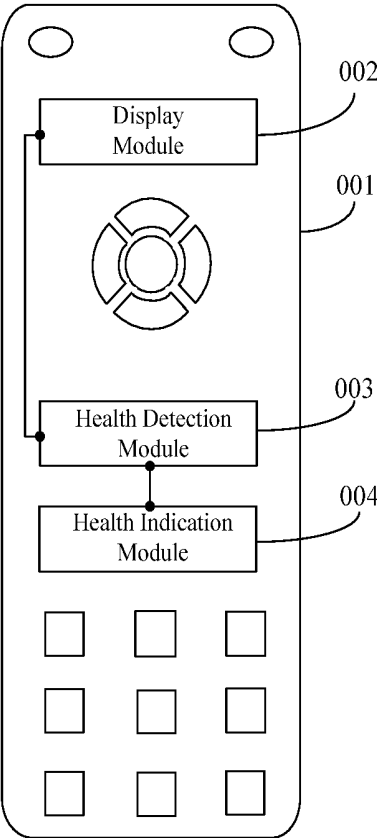 002
Display
Module
001
003
Health Detection
Module
004
Health Indication
Module